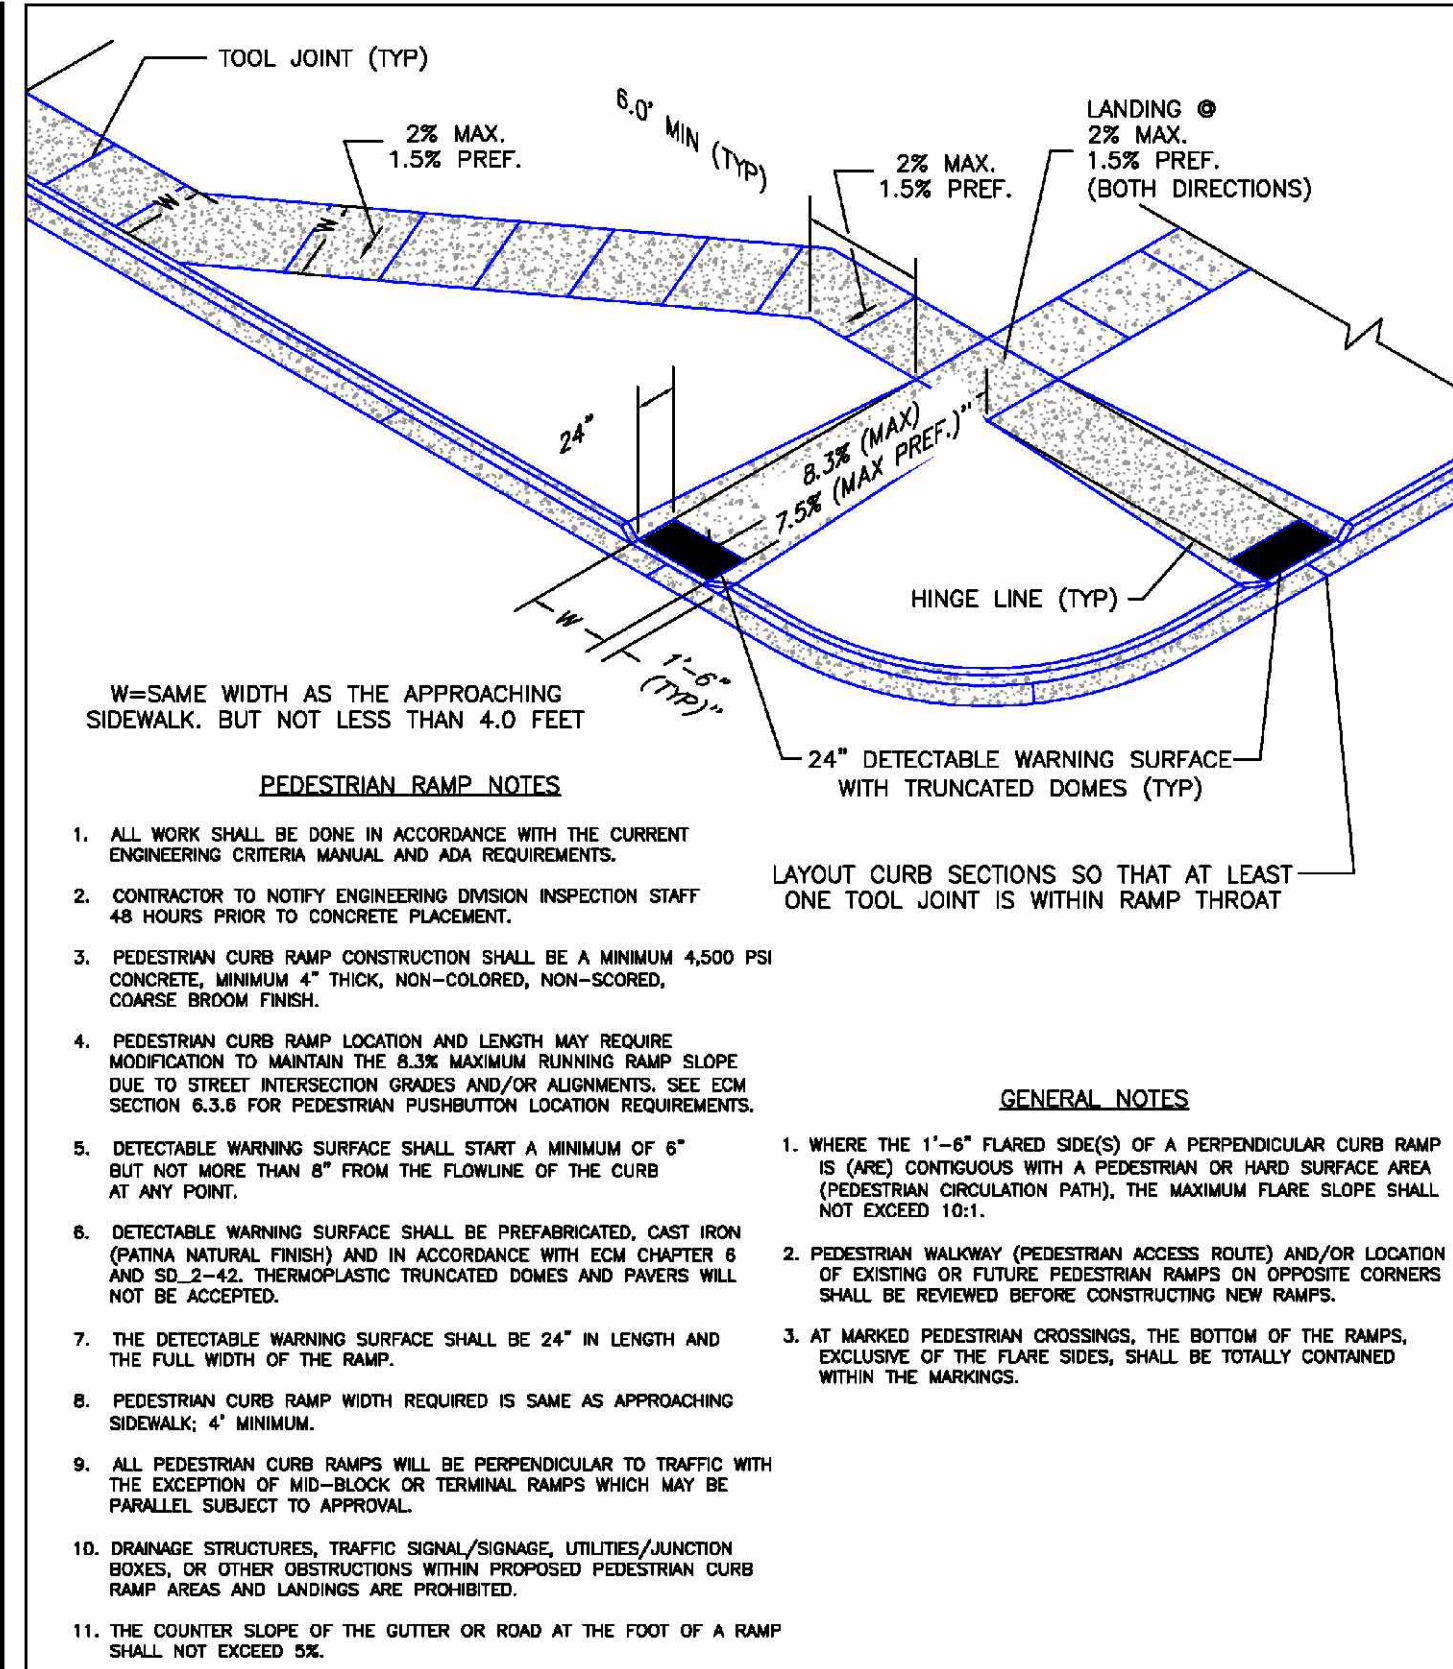 TOOL JOINT (TYP)
2% MAX.
1.5% PREF.
6.0' MIN (TYP)
2% MAX.
1.5% PREF.
LANDING @
2% MAX.
1.5% PREF.
(BOTH DIRECTIONS)
W
W
24"
8.3% (MAX)
7.5% (MAX PREF.)"
HINGE LINE (TYP)
W
1'-6"
(TYP)"
W=SAME WIDTH AS THE APPROACHING
SIDEWALK. BUT NOT LESS THAN 4.0 FEET
24" DETECTABLE WARNING SURFACE
WITH TRUNCATED DOMES (TYP)
LAYOUT CURB SECTIONS SO THAT AT LEAST
ONE TOOL JOINT IS WITHIN RAMP THROAT
PEDESTRIAN RAMP NOTES
1. ALL WORK SHALL BE DONE IN ACCORDANCE WITH THE CURRENT
ENGINEERING CRITERIA MANUAL AND ADA REQUIREMENTS.
2. CONTRACTOR TO NOTIFY ENGINEERING DIVISION INSPECTION STAFF
48 HOURS PRIOR TO CONCRETE PLACEMENT.
3. PEDESTRIAN CURB RAMP CONSTRUCTION SHALL BE A MINIMUM 4,500 PSI
CONCRETE, MINIMUM 4" THICK, NON-COLORED, NON-SCORED,
COARSE BROOM FINISH.
4. PEDESTRIAN CURB RAMP LOCATION AND LENGTH MAY REQUIRE
MODIFICATION TO MAINTAIN THE 8.3% MAXIMUM RUNNING RAMP SLOPE
DUE TO STREET INTERSECTION GRADES AND/OR ALIGNMENTS. SEE ECM
SECTION 6.3.6 FOR PEDESTRIAN PUSHBUTTON LOCATION REQUIREMENTS.
5. DETECTABLE WARNING SURFACE SHALL START A MINIMUM OF 6"
BUT NOT MORE THAN 8" FROM THE FLOWLINE OF THE CURB
AT ANY POINT.
6. DETECTABLE WARNING SURFACE SHALL BE PREFABRICATED, CAST IRON
(PATINA NATURAL FINISH) AND IN ACCORDANCE WITH ECM CHAPTER 6
AND SD_2-42. THERMOPLASTIC TRUNCATED DOMES AND PAVERS WILL
NOT BE ACCEPTED.
7. THE DETECTABLE WARNING SURFACE SHALL BE 24" IN LENGTH AND
THE FULL WIDTH OF THE RAMP.
8. PEDESTRIAN CURB RAMP WIDTH REQUIRED IS SAME AS APPROACHING
SIDEWALK; 4' MINIMUM.
9. ALL PEDESTRIAN CURB RAMPS WILL BE PERPENDICULAR TO TRAFFIC WITH
THE EXCEPTION OF MID-BLOCK OR TERMINAL RAMPS WHICH MAY BE
PARALLEL SUBJECT TO APPROVAL.
10. DRAINAGE STRUCTURES, TRAFFIC SIGNAL/SIGNAGE, UTILITIES/JUNCTION
BOXES, OR OTHER OBSTRUCTIONS WITHIN PROPOSED PEDESTRIAN CURB
RAMP AREAS AND LANDINGS ARE PROHIBITED.
11. THE COUNTER SLOPE OF THE GUTTER OR ROAD AT THE FOOT OF A RAMP
SHALL NOT EXCEED 5%.
GENERAL NOTES
1. WHERE THE 1'-6" FLARED SIDE(S) OF A PERPENDICULAR CURB RAMP
IS (ARE) CONTIGUOUS WITH A PEDESTRIAN OR HARD SURFACE AREA
(PEDESTRIAN CIRCULATION PATH), THE MAXIMUM FLARE SLOPE SHALL
NOT EXCEED 10:1.
2. PEDESTRIAN WALKWAY (PEDESTRIAN ACCESS ROUTE) AND/OR LOCATION
OF EXISTING OR FUTURE PEDESTRIAN RAMPS ON OPPOSITE CORNERS
SHALL BE REVIEWED BEFORE CONSTRUCTING NEW RAMPS.
3. AT MARKED PEDESTRIAN CROSSINGS, THE BOTTOM OF THE RAMPS,
EXCLUSIVE OF THE FLARE SIDES, SHALL BE TOTALLY CONTAINED
WITHIN THE MARKINGS.